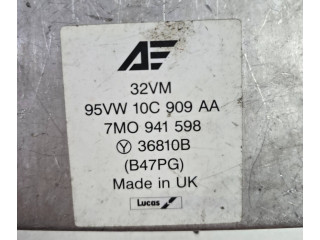 AE
32VM
95VW 10C 909 AA
7MO 941 598
Y 36810B
(B47PG)
Made in UK
Lucas